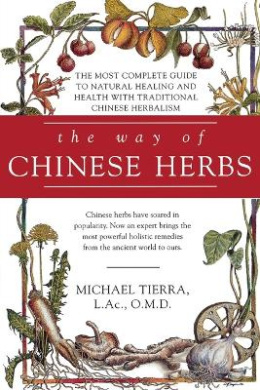 THE MOST COMPLETE GUIDE
TO NATURAL HEALING AND
HEALTH WITH TRADITIONAL
CHINESE HERBALISM
the way of
CHINESE HERBS
Chinese herbs have soared in
popularity. Now an expert brings the
most powerful holistic remedies
from the ancient world to ours.
MICHAEL TIERRA,
L.Ac., O.M.D.